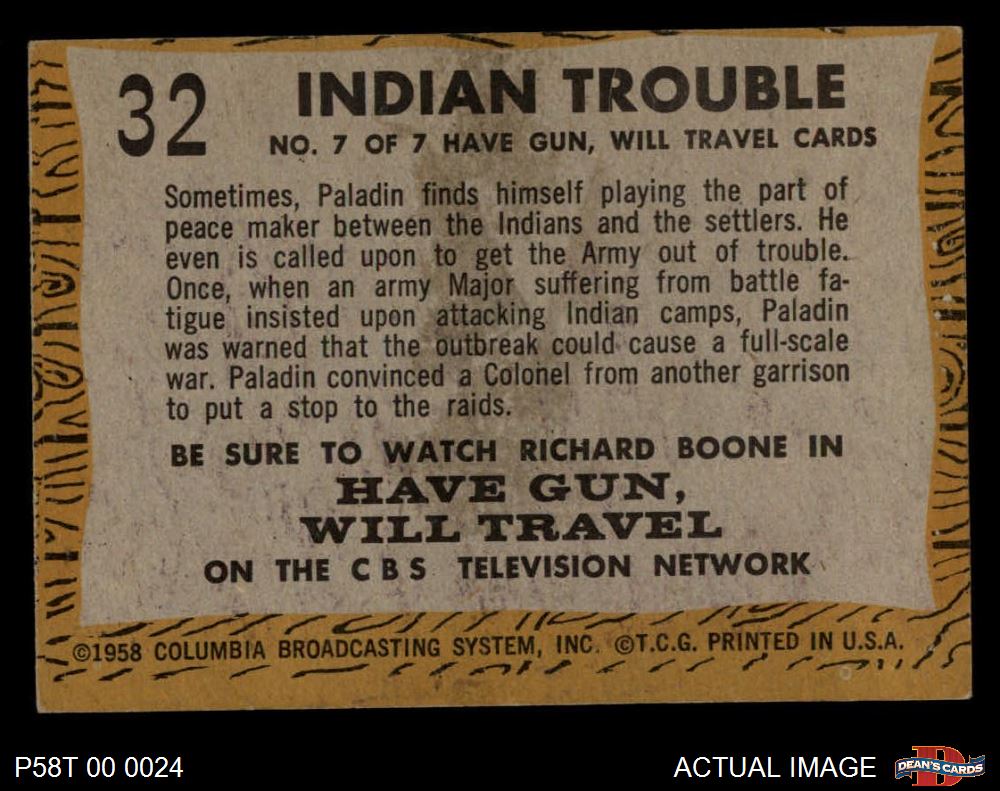 32
INDIAN TROUBLE
NO. 7 OF 7 HAVE GUN, WILL TRAVEL CARDS
Sometimes, Paladin finds himself playing the part of
peace maker between the Indians and the settlers. He
even is called upon to get the Army out of trouble.
Once, when an army Major suffering from battle fa-
tigue insisted upon attacking Indian camps, Paladin
was warned that the outbreak could cause a full-scale
war. Paladin convinced a Colonel from another garrison
to put a stop to the raids.
BE SURE TO WATCH RICHARD BOONE IN
HAVE GUN,
WILL TRAVEL
ON THE CBS TELEVISION NETWORK
©1958 COLUMBIA BROADCASTING SYSTEM, INC. ©T.C.G. PRINTED IN U.S.A.
P58T 00 0024
ACTUAL IMAGE
DEAN'S CARDS